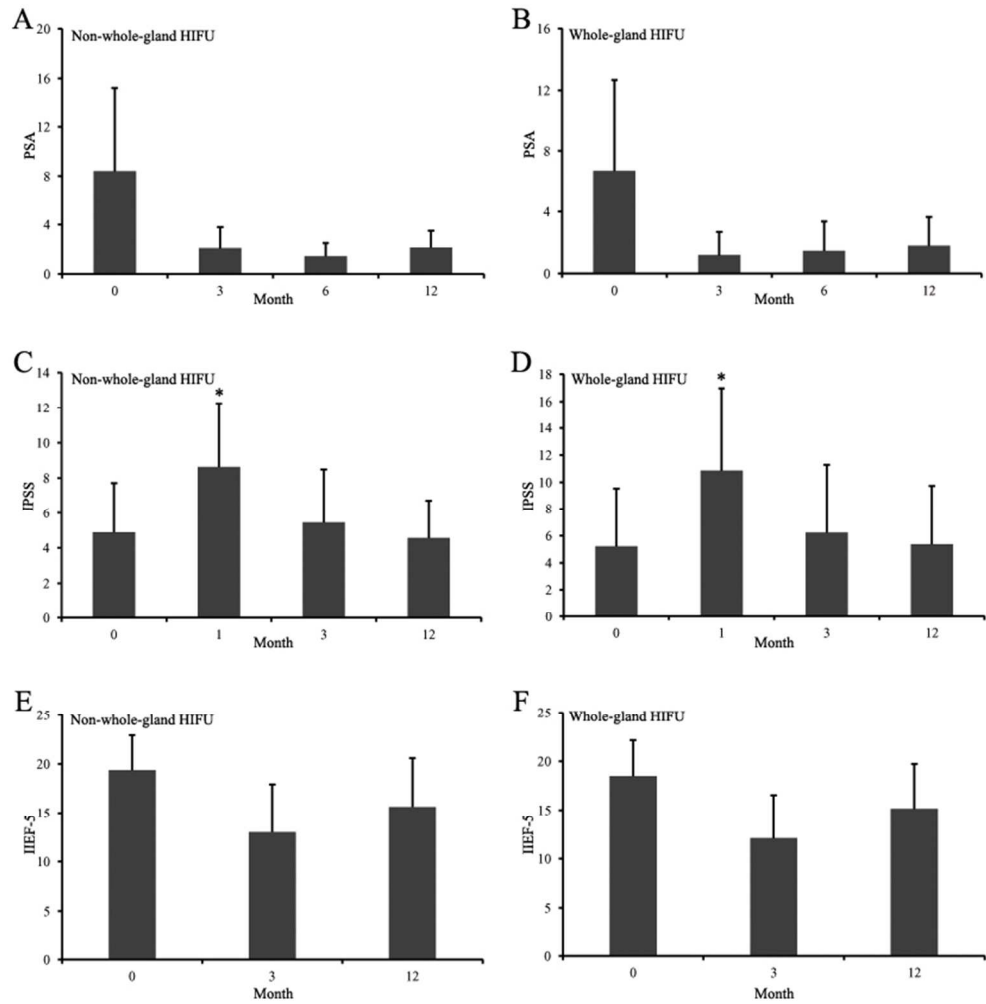 A
Non-whole-gland HIFU
PSA
20
16
12
8
4
0
0 3 6 12
Month
B
Whole-gland HIFU
PSA
16
12
8
4
0
0 3 6 12
Month
C
Non-whole-gland HIFU
IPSS
14
12
10
8
6
4
2
0
*
0 1 3 12
Month
D
Whole-gland HIFU
IPSS
18
16
14
12
10
8
6
4
2
0
*
0 1 3 12
Month
E
Non-whole-gland HIFU
IIEF-5
25
20
15
10
5
0
0 3 12
Month
F
Whole-gland HIFU
IIEF-5
25
20
15
10
5
0
0 3 12
Month